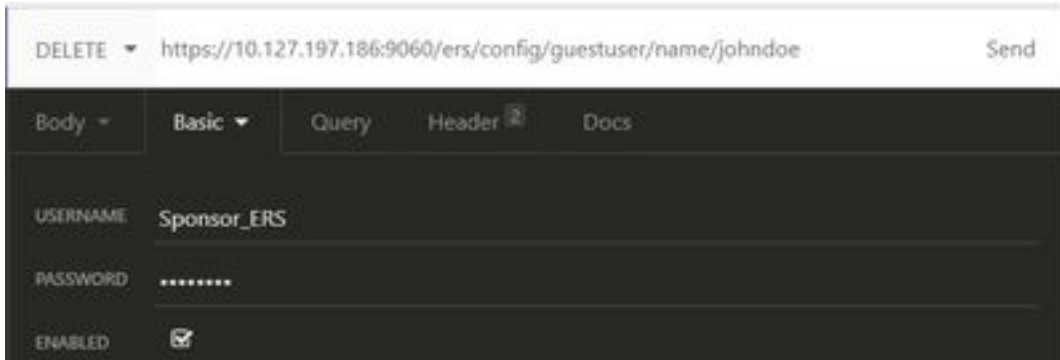 DELETE https://10.127.197.186:9060/ers/config/guestuser/name/johndoe Send
Body Basic Query Header 2 Docs
USERNAME Sponsor_ERS
PASSWORD ••••••••
ENABLED